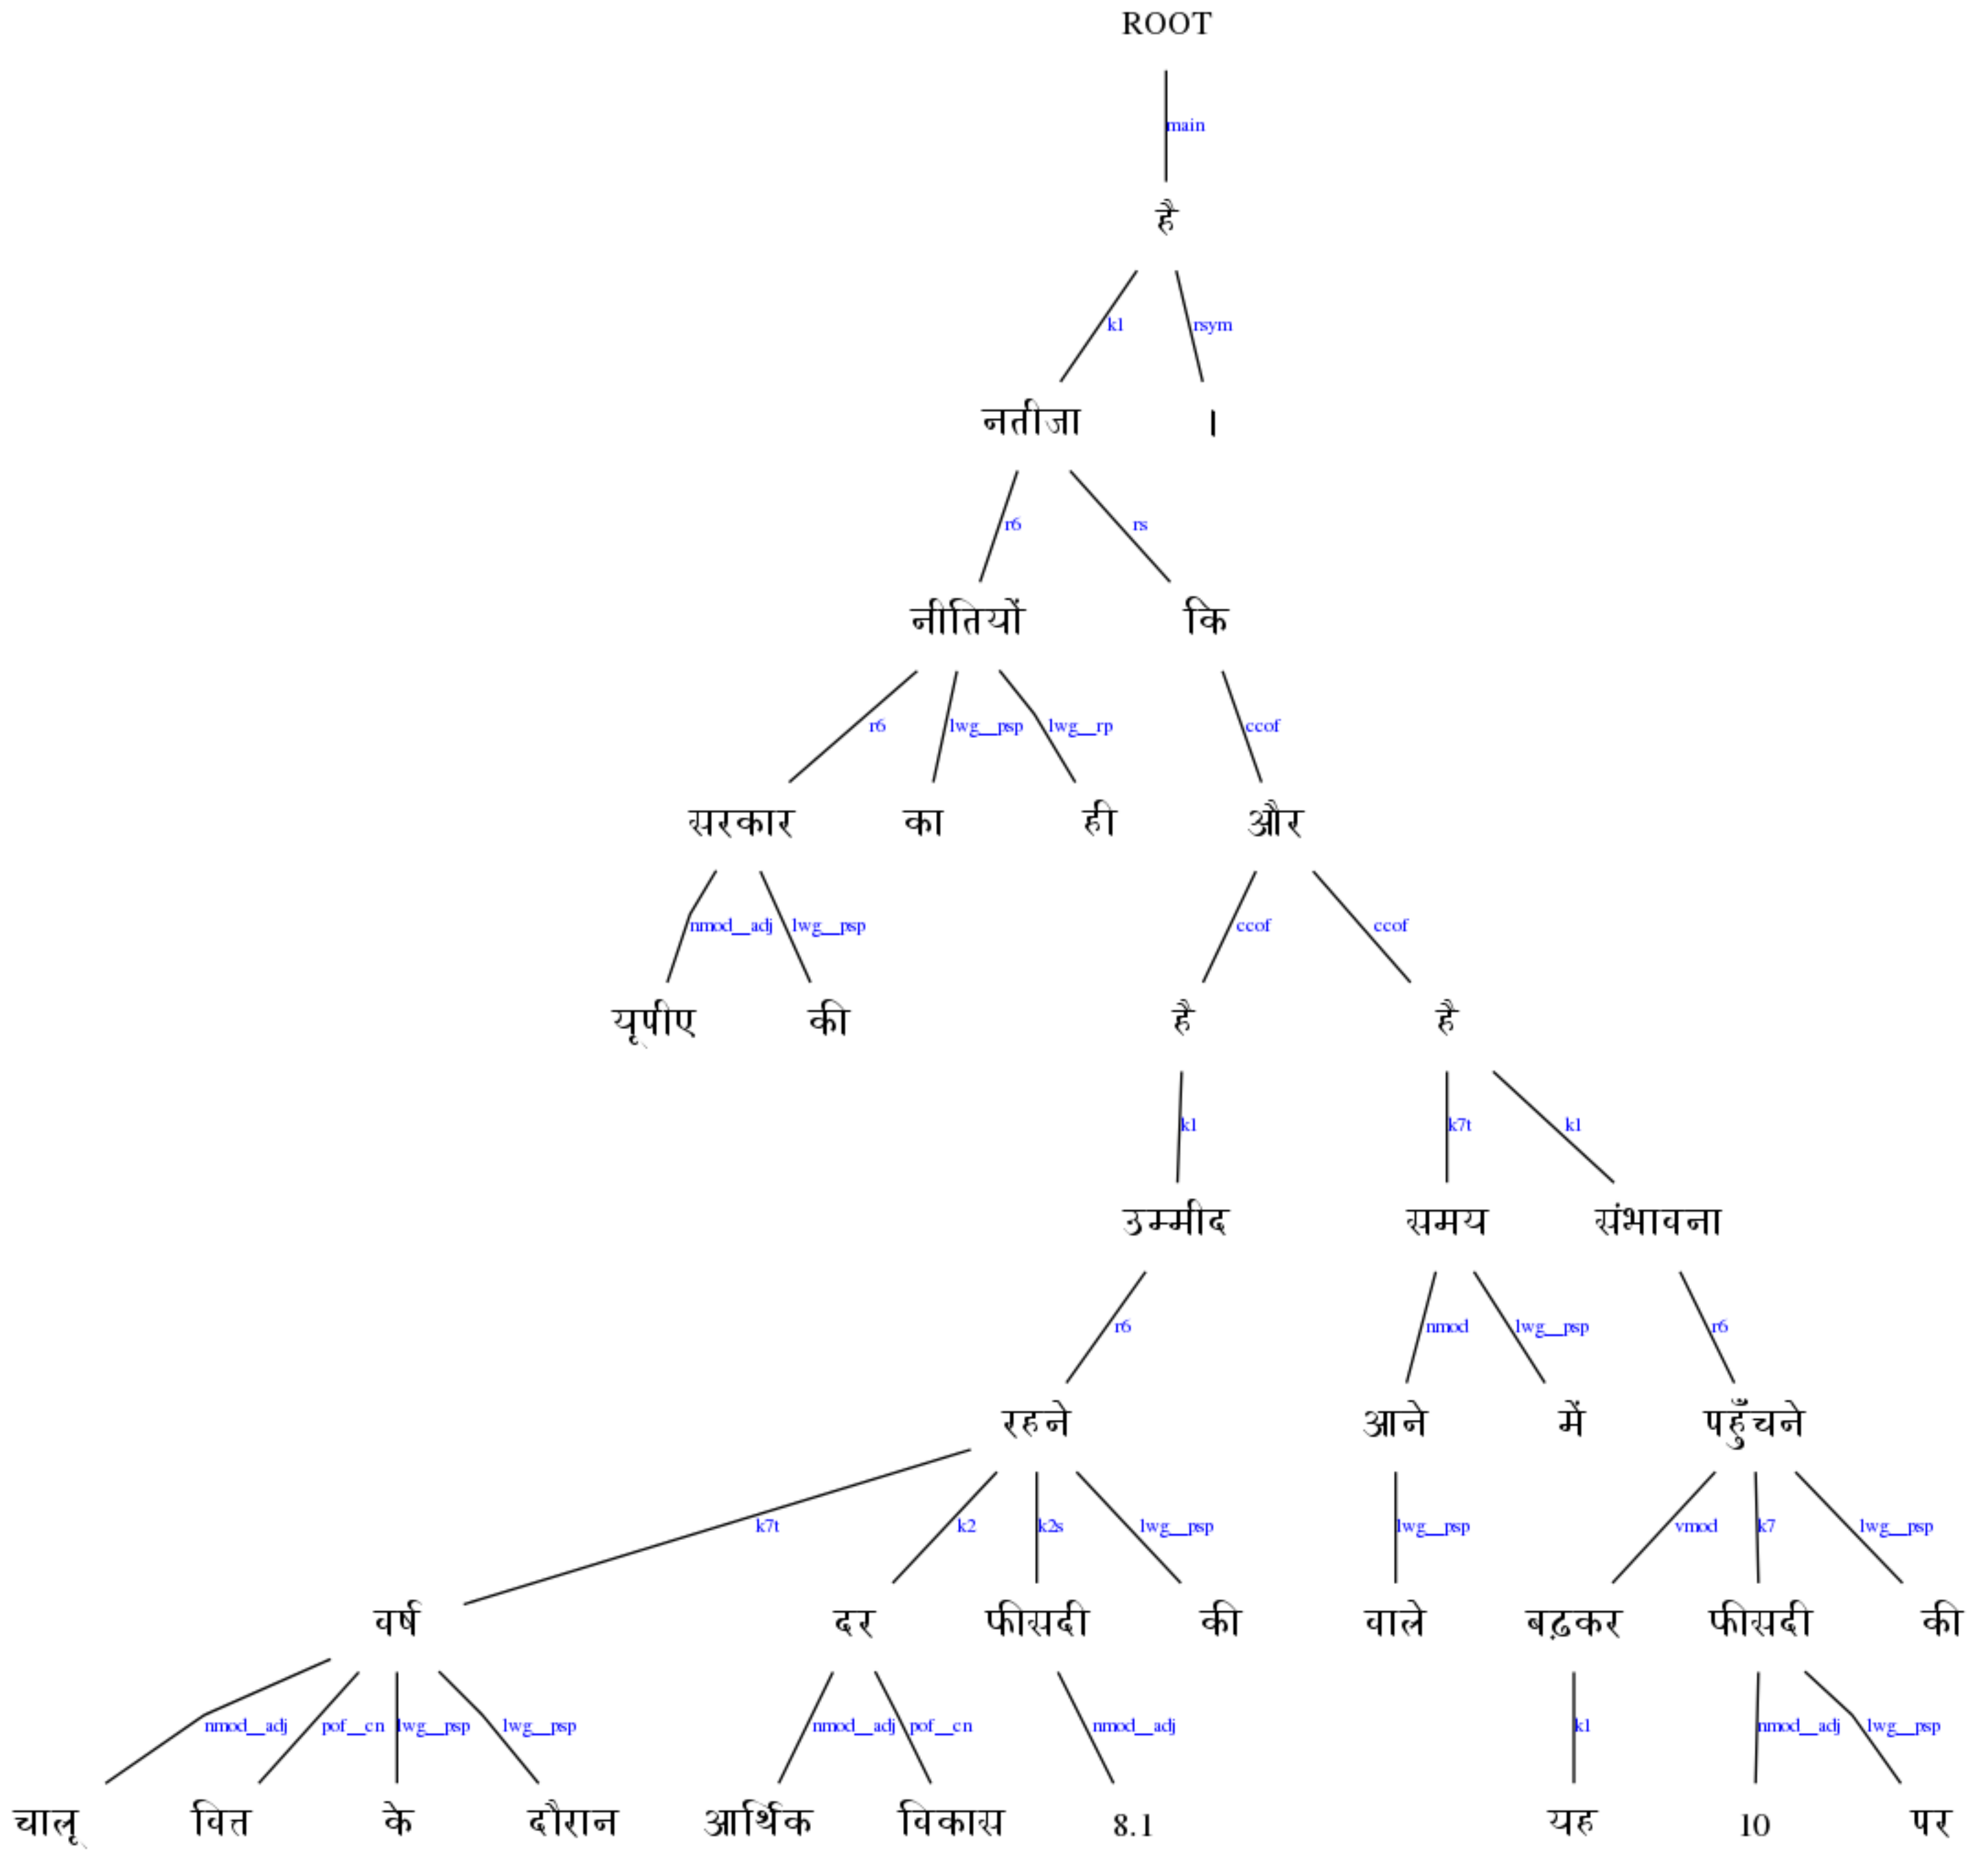 ROOT
main
है
k1 rsym
नतीजा ।
r6 rs
नीतियों कि
r6 lwg__psp lwg__rp ccof
सरकार का ही और
nmod__adj lwg__psp ccof ccof
यूपीए की है है
k1 k7t k1
उम्मीद समय संभावना
r6 nmod lwg__psp r6
रहने आने में पहुँचने
k7t k2 k2s lwg__psp lwg__psp vmod k7 lwg__psp
वर्ष दर फीसदी की वाले बढ़कर फीसदी की
nmod__adj pof__cn lwg__psp lwg__psp nmod__adj pof__cn nmod__adj k1 nmod__adj lwg__psp
चालू वित्त के दौरान आर्थिक विकास 8.1 यह 10 पर